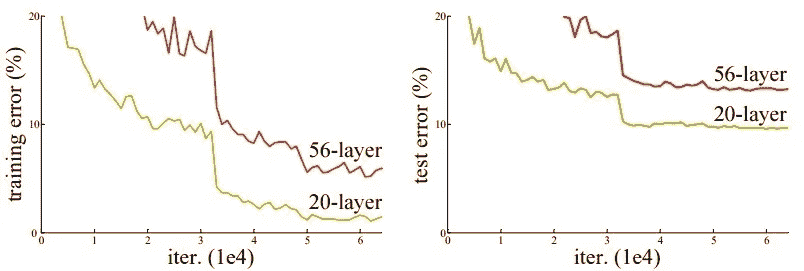 training error (%)
20
10
0
56-layer
20-layer
0 1 2 3 4 5 6
iter. (1e4)
test error (%)
20
10
0
56-layer
20-layer
0 1 2 3 4 5 6
iter. (1e4)